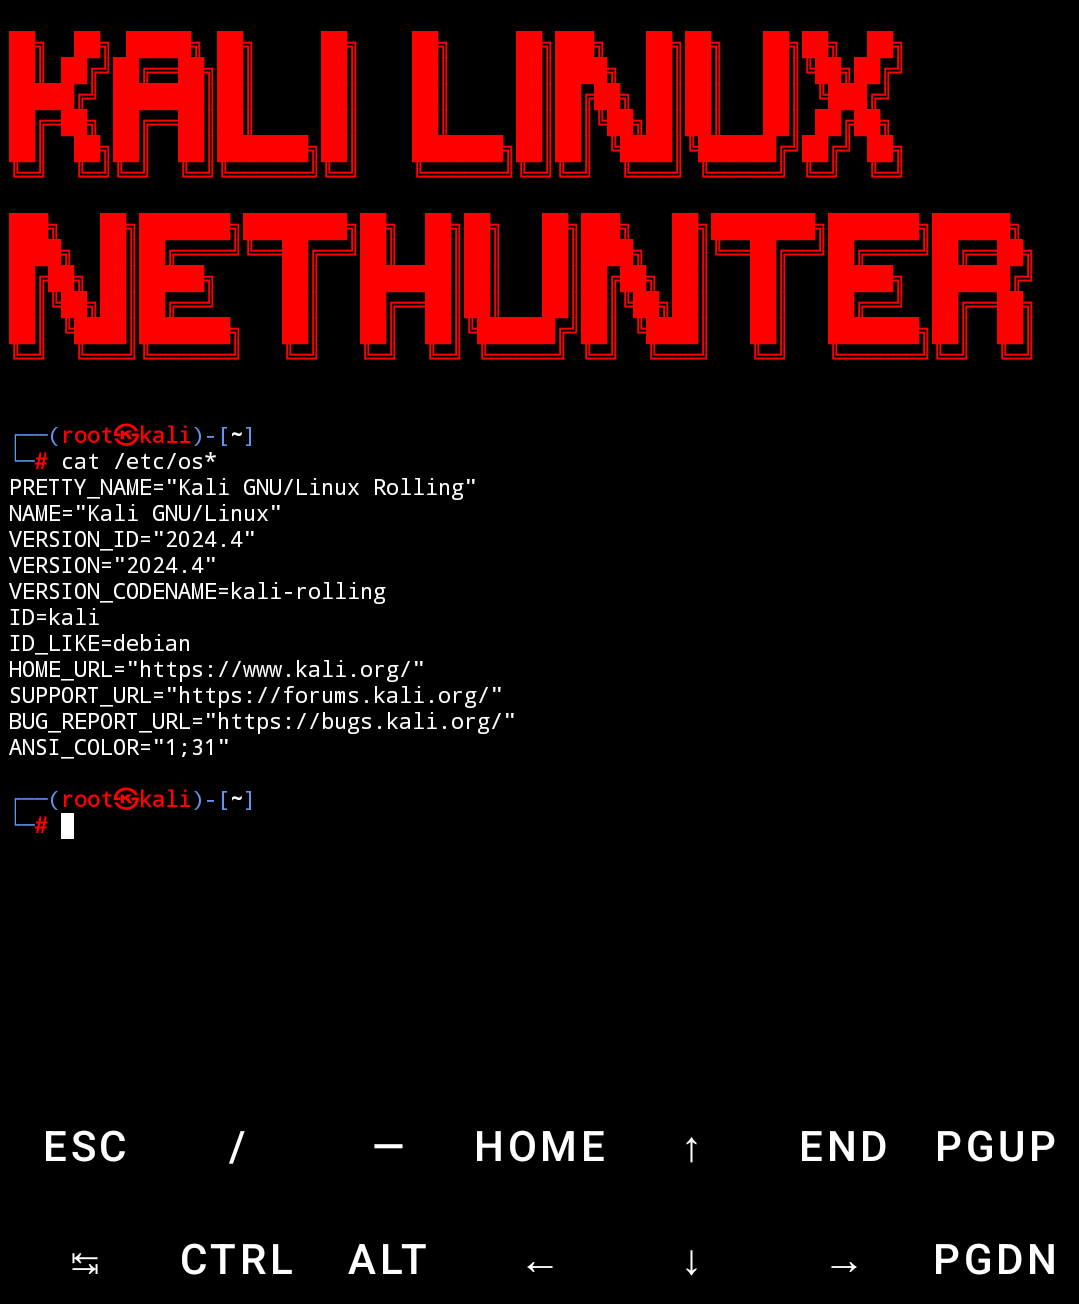 KALI LINUX
NETHUNTER
┌──(root㉿kali)-[~]
└─# cat /etc/os*
PRETTY_NAME="Kali GNU/Linux Rolling"
NAME="Kali GNU/Linux"
VERSION_ID="2024.4"
VERSION="2024.4"
VERSION_CODENAME=kali-rolling
ID=kali
ID_LIKE=debian
HOME_URL="https://www.kali.org/"
SUPPORT_URL="https://forums.kali.org/"
BUG_REPORT_URL="https://bugs.kali.org/"
ANSI_COLOR="1;31"
┌──(root㉿kali)-[~]
└─#
ESC / — HOME ↑ END PGUP
↹ CTRL ALT ← ↓ → PGDN